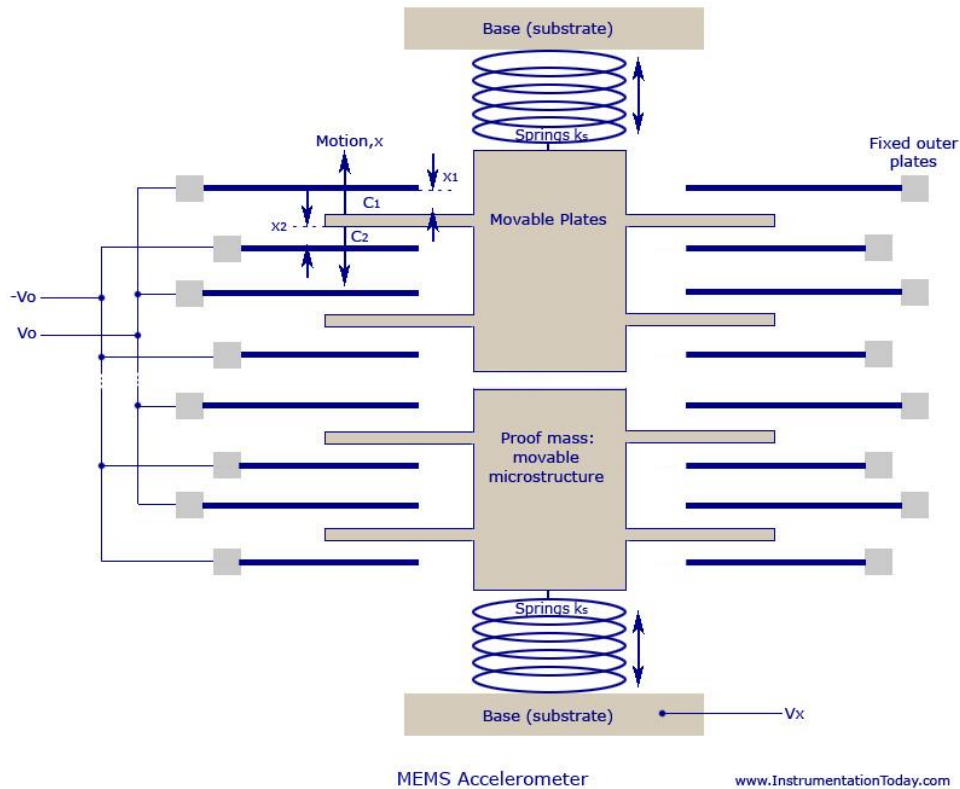 Base (substrate)
Springs ks
Motion,x
Fixed outer
plates
x1
C1
x2
C2
Movable Plates
-Vo
Vo
Proof mass:
movable
microstructure
Springs ks
Base (substrate)
Vx
MEMS Accelerometer
www.InstrumentationToday.com